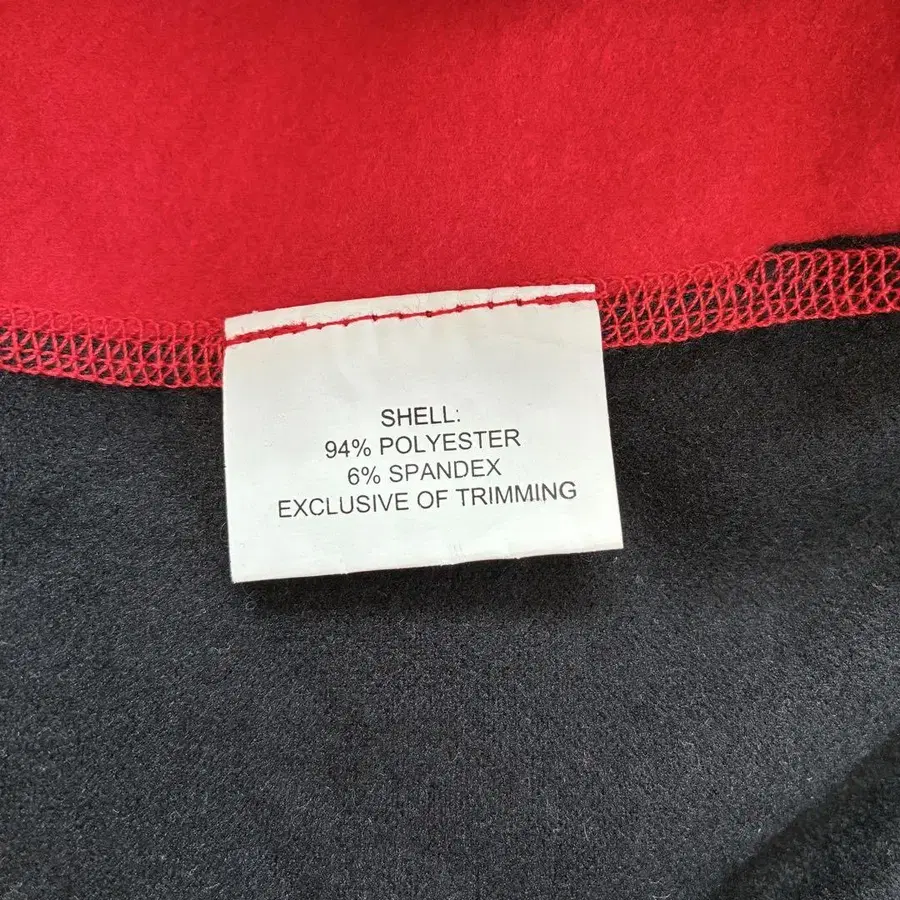 SHELL:
94% POLYESTER
6% SPANDEX
EXCLUSIVE OF TRIMMING